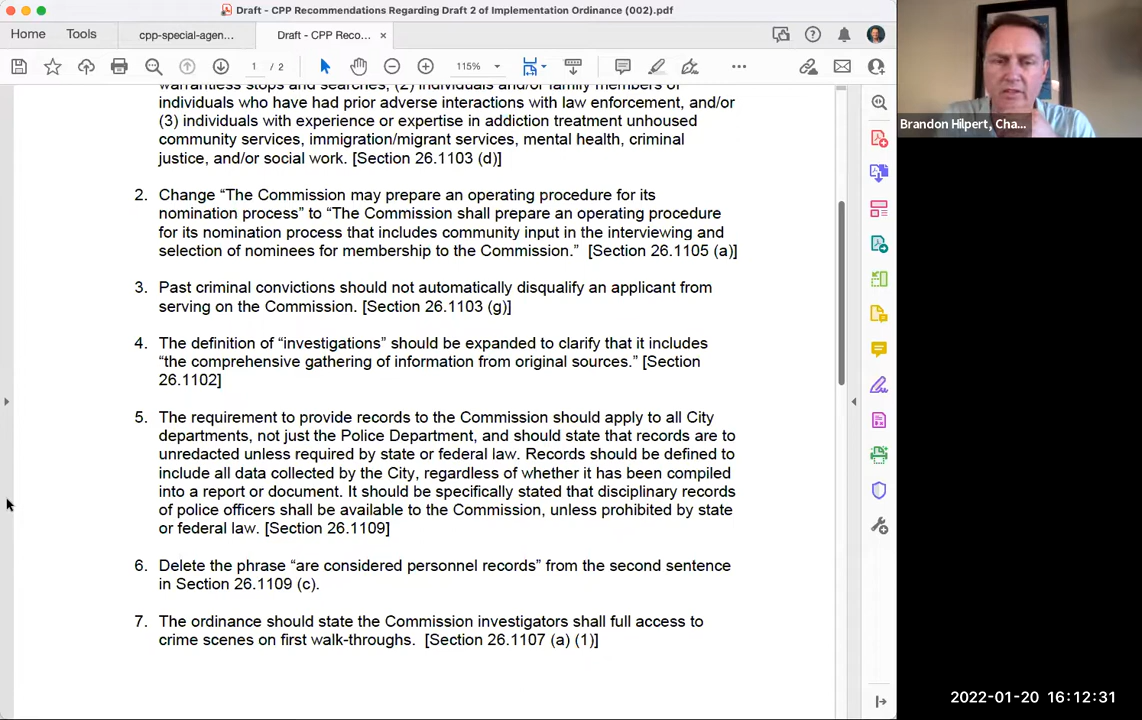 Draft - CPP Recommendations Regarding Draft 2 of Implementation Ordinance (002).pdf
Home Tools cpp-special-agen... Draft - CPP Reco... ×
1 / 2 115%
warrantless stops and searches; (2) individuals and/or family members of
individuals who have had prior adverse interactions with law enforcement, and/or
(3) individuals with experience or expertise in addiction treatment unhoused
community services, immigration/migrant services, mental health, criminal
justice, and/or social work. [Section 26.1103 (d)]
2. Change “The Commission may prepare an operating procedure for its
nomination process” to “The Commission shall prepare an operating procedure
for its nomination process that includes community input in the interviewing and
selection of nominees for membership to the Commission.” [Section 26.1105 (a)]
3. Past criminal convictions should not automatically disqualify an applicant from
serving on the Commission. [Section 26.1103 (g)]
4. The definition of “investigations” should be expanded to clarify that it includes
“the comprehensive gathering of information from original sources.” [Section
26.1102]
5. The requirement to provide records to the Commission should apply to all City
departments, not just the Police Department, and should state that records are to
unredacted unless required by state or federal law. Records should be defined to
include all data collected by the City, regardless of whether it has been compiled
into a report or document. It should be specifically stated that disciplinary records
of police officers shall be available to the Commission, unless prohibited by state
or federal law. [Section 26.1109]
6. Delete the phrase “are considered personnel records” from the second sentence
in Section 26.1109 (c).
7. The ordinance should state the Commission investigators shall full access to
crime scenes on first walk-throughs. [Section 26.1107 (a) (1)]
Brandon Hilpert, Cha...
2022-01-20 16:12:31